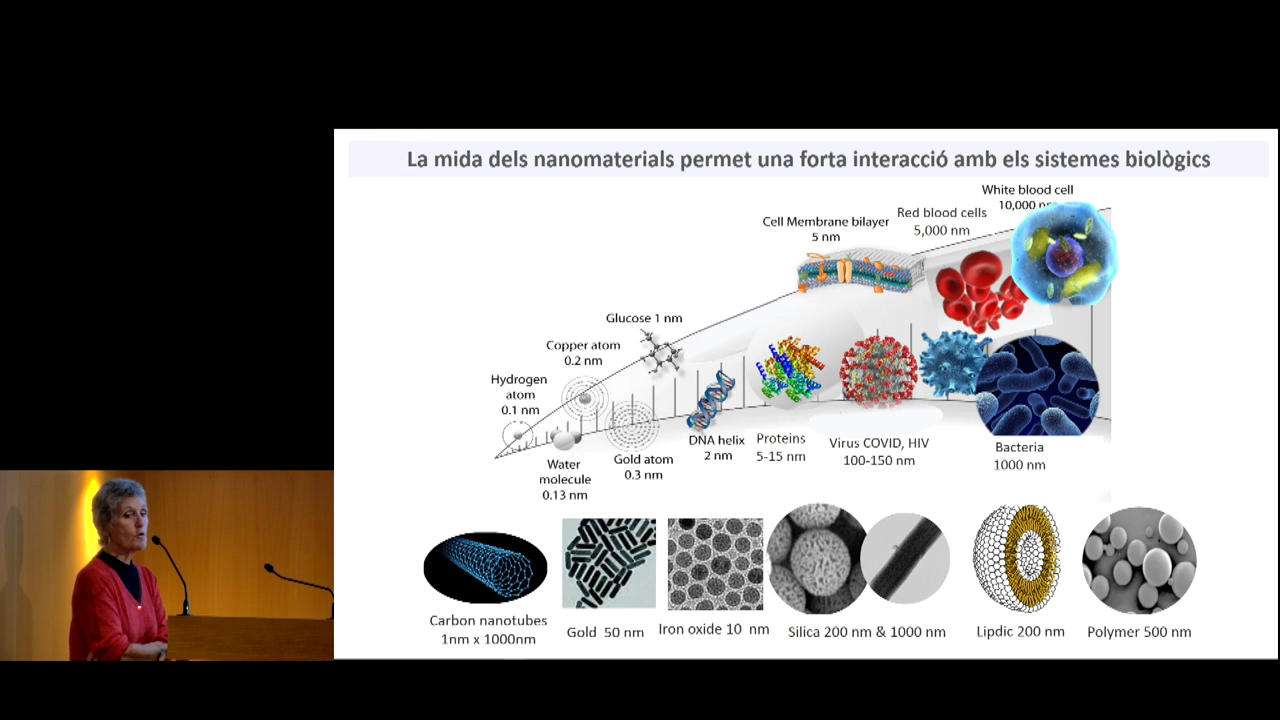 La mida dels nanomaterials permet una forta interacció amb els sistemes biològics
White blood cell
10,000 nm
Red blood cells
5,000 nm
Cell Membrane bilayer
5 nm
Glucose 1 nm
Copper atom
0.2 nm
Hydrogen
atom
0.1 nm
Water
molecule
0.13 nm
Gold atom
0.3 nm
DNA helix
2 nm
Proteins
5-15 nm
Virus COVID, HIV
100-150 nm
Bacteria
1000 nm
Carbon nanotubes
1nm x 1000nm
Gold 50 nm
Iron oxide 10 nm
Silica 200 nm & 1000 nm
Lipdic 200 nm
Polymer 500 nm